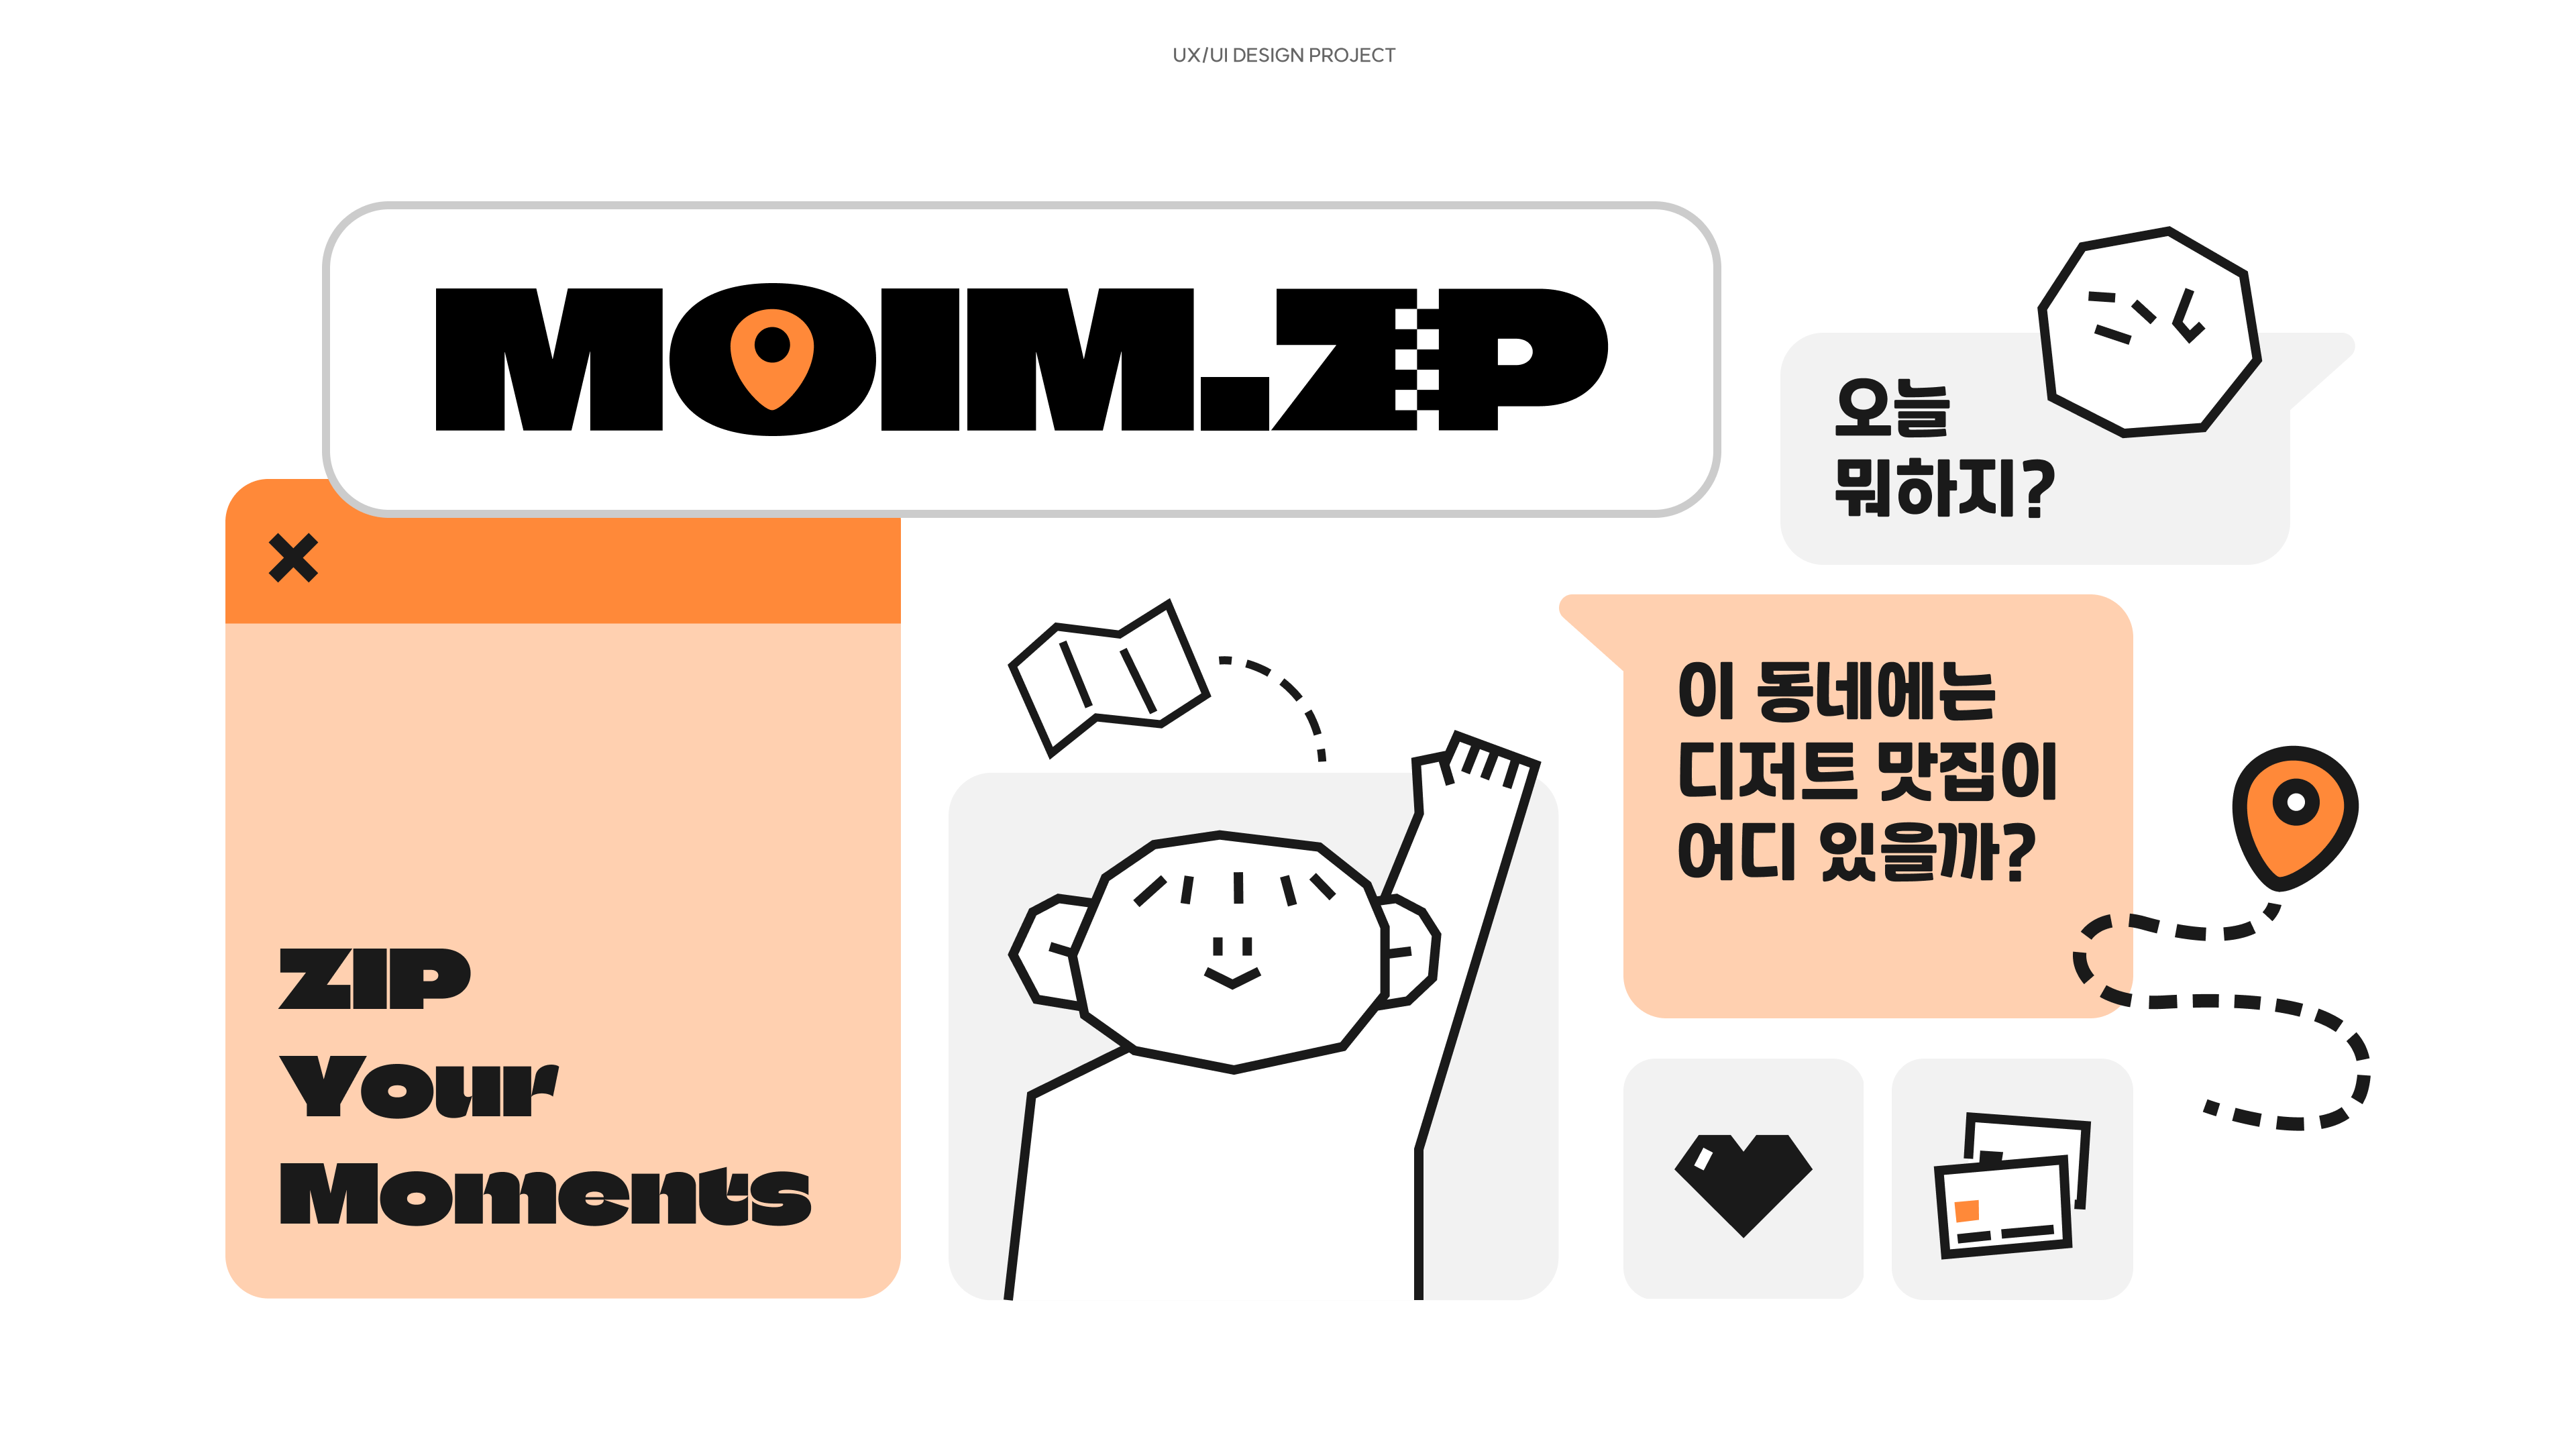 UX/UI DESIGN PROJECT
MOIM.ZIP
오늘
뭐하지?
이 동네에는
디저트 맛집이
어디 있을까?
ZIP
Your
Moments